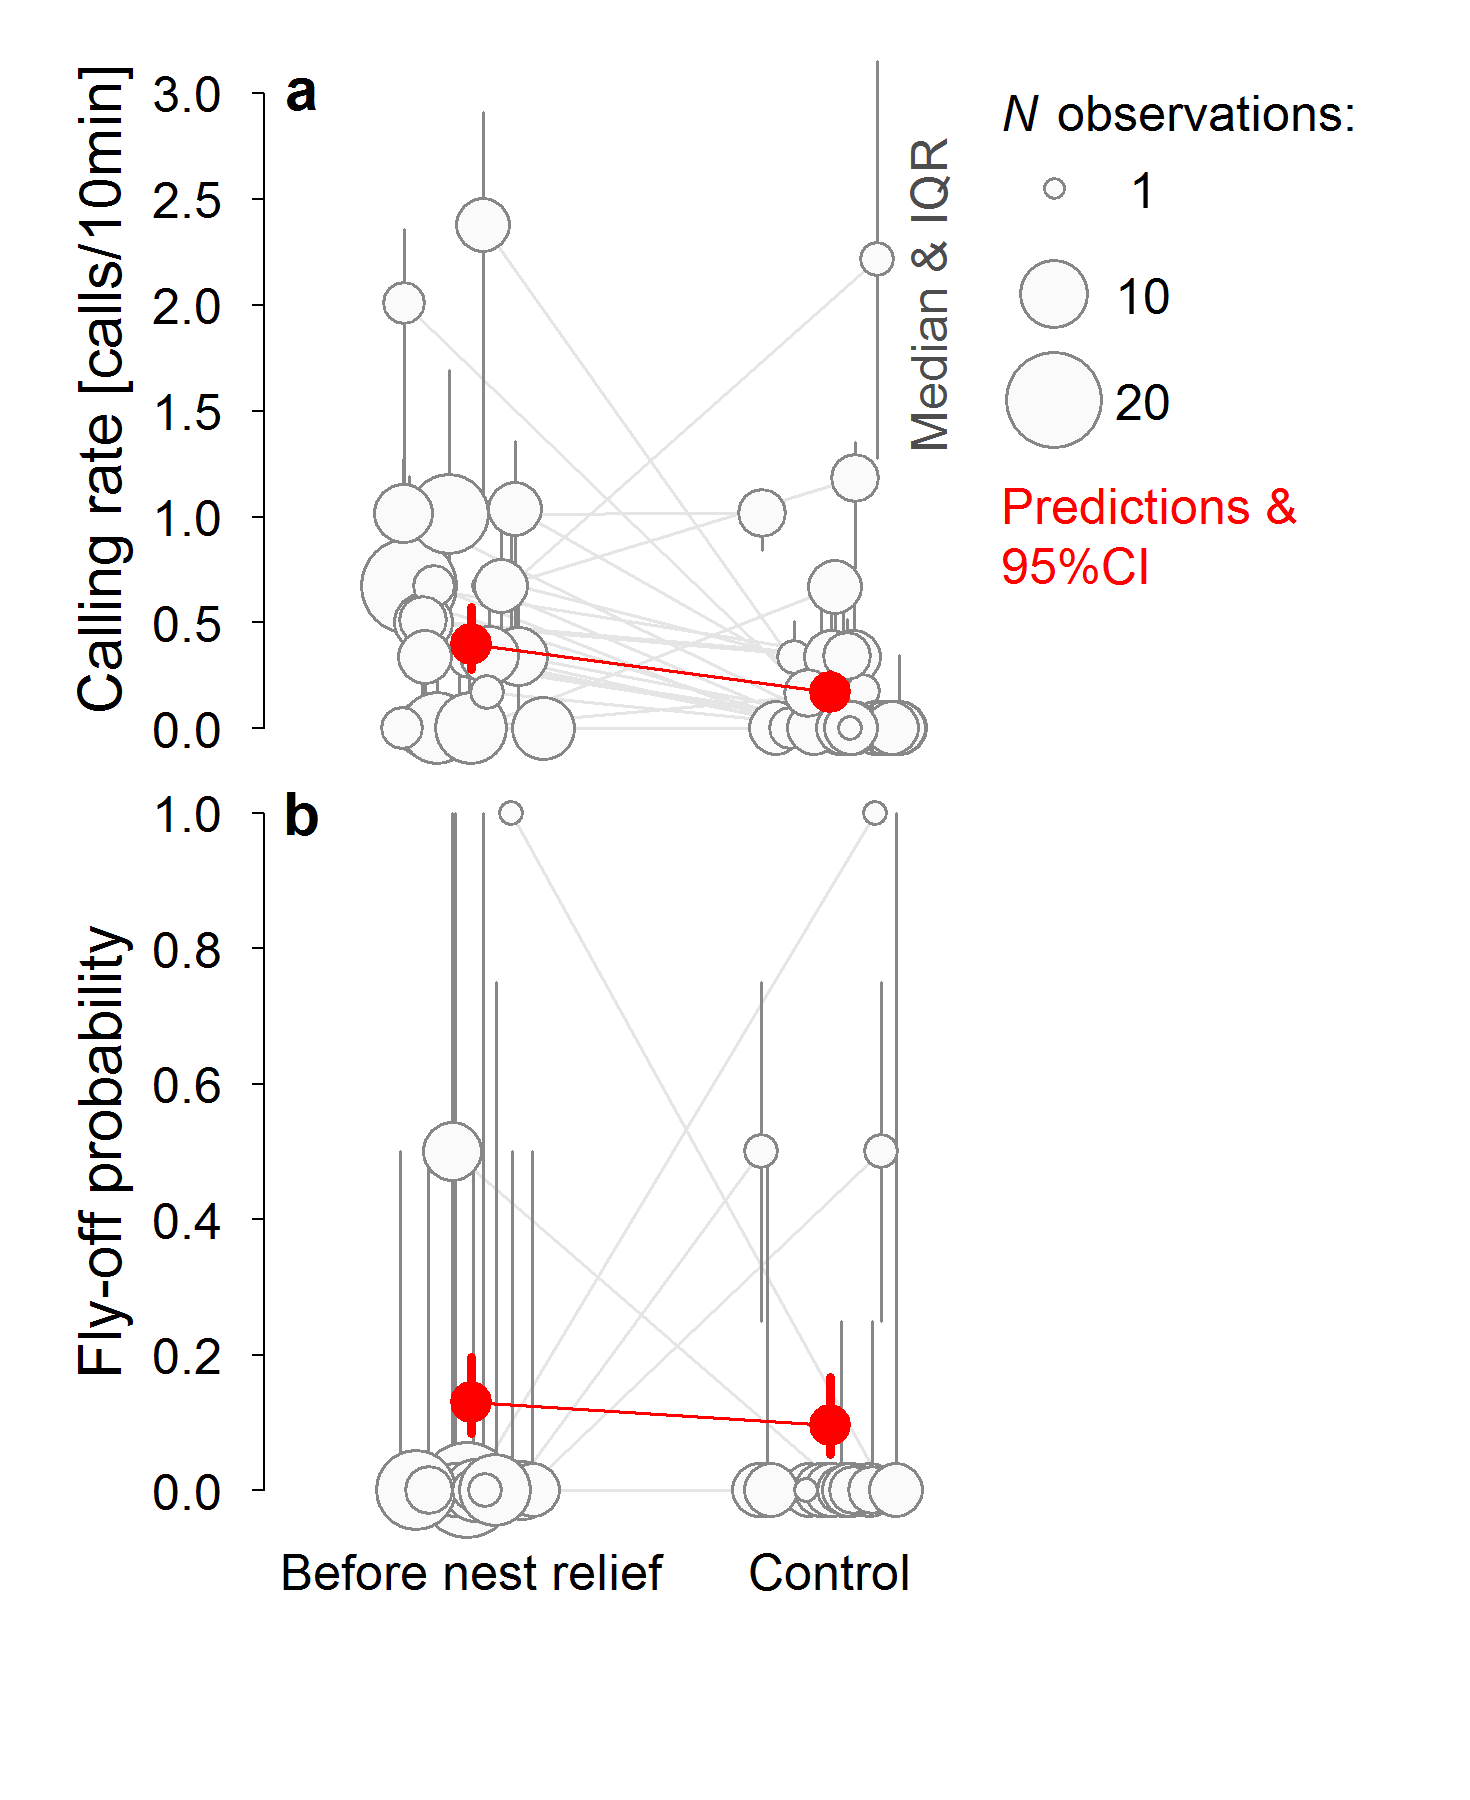 a
Calling rate [calls/10min]
3.0
2.5
2.0
1.5
1.0
0.5
0.0
Median & IQR
N observations:
1
10
20
Predictions &
95%CI
b
Fly-off probability
1.0
0.8
0.6
0.4
0.2
0.0
Before nest relief
Control